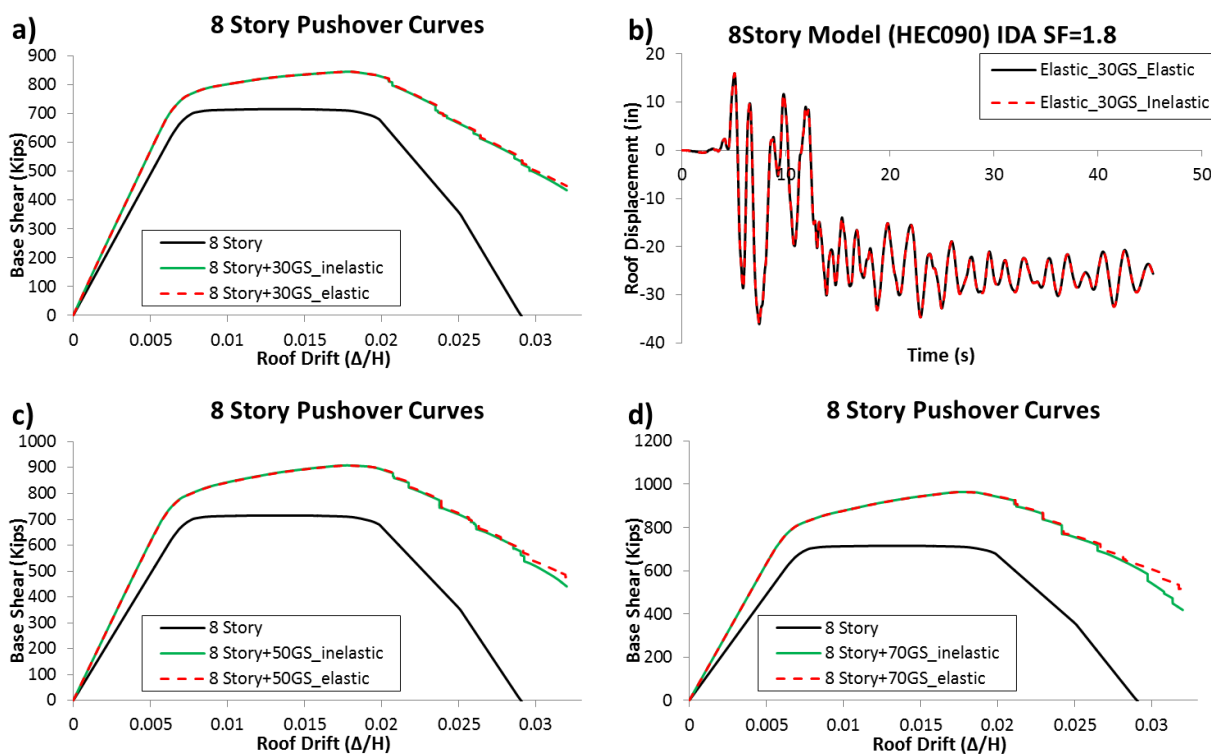 a)
8 Story Pushover Curves
Base Shear (Kips)
900
800
700
600
500
400
300
200
100
0
0 0.005 0.01 0.015 0.02 0.025 0.03
Roof Drift (Δ/H)
8 Story
8 Story+30GS_inelastic
8 Story+30GS_elastic
b)
8Story Model (HEC090) IDA SF=1.8
Roof Displacement (in)
20
10
0
-10
-20
-30
-40
0 10 20 30 40 50
Time (s)
Elastic_30GS_Elastic
Elastic_30GS_Inelastic
c)
8 Story Pushover Curves
Base Shear (Kips)
1000
900
800
700
600
500
400
300
200
100
0
0 0.005 0.01 0.015 0.02 0.025 0.03
Roof Drift (Δ/H)
8 Story
8 Story+50GS_inelastic
8 Story+50GS_elastic
d)
8 Story Pushover Curves
Base Shear (Kips)
1200
1000
800
600
400
200
0
0 0.005 0.01 0.015 0.02 0.025 0.03
Roof Drift (Δ/H)
8 Story
8 Story+70GS_inelastic
8 Story+70GS_elastic